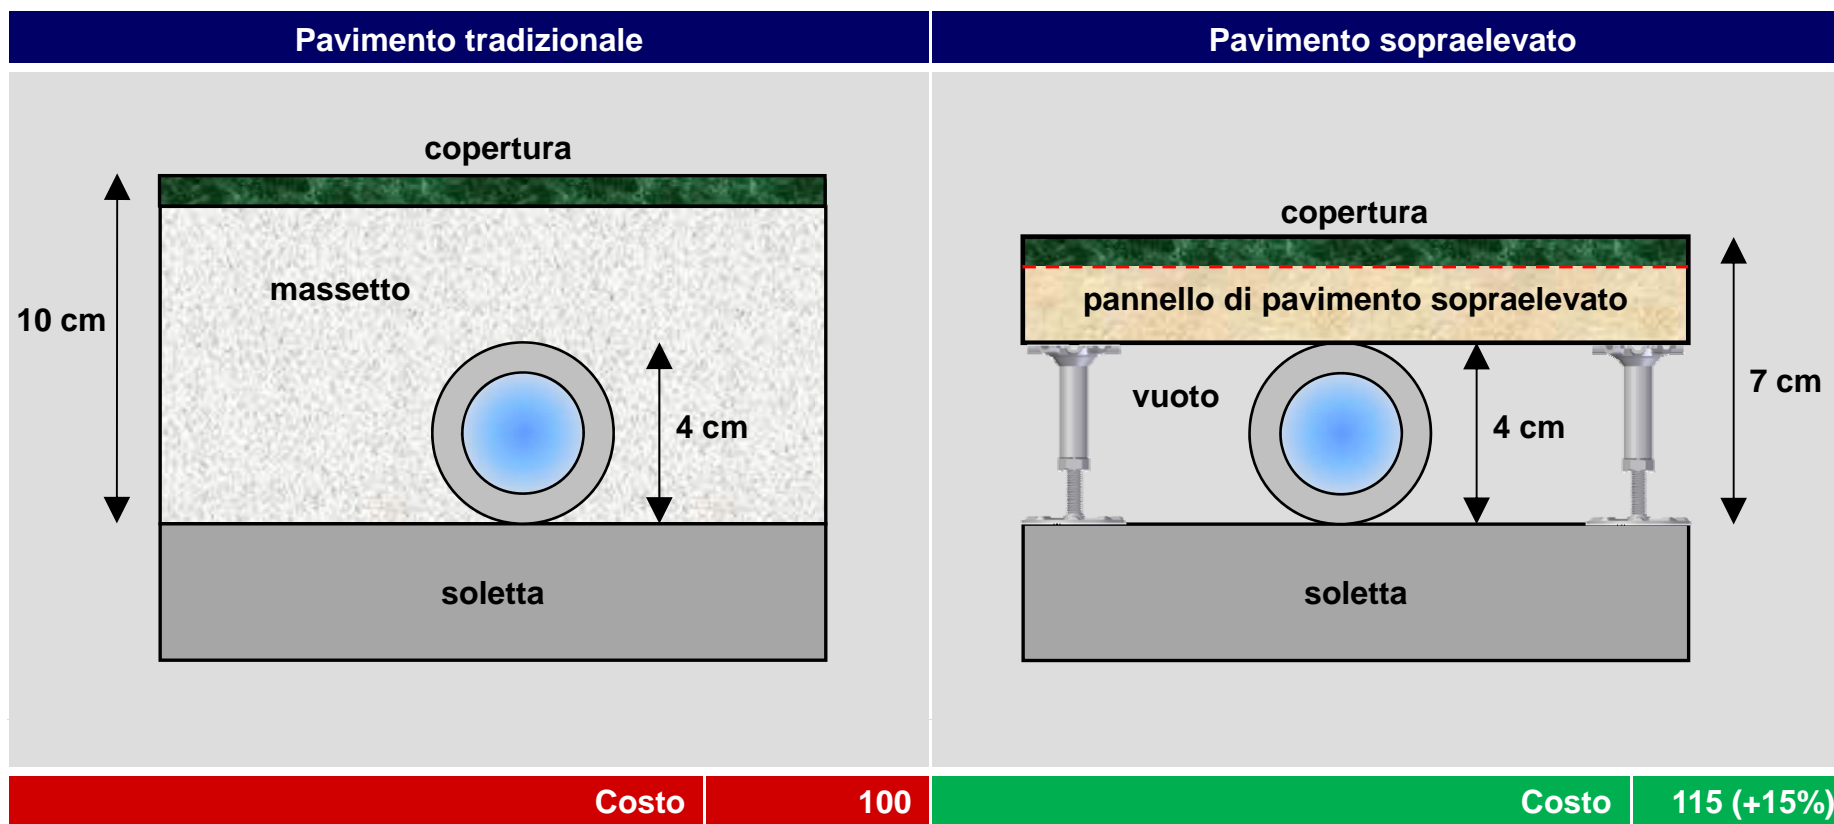 Pavimento tradizionale
Pavimento sopraelevato
copertura
massetto
10 cm
4 cm
soletta
copertura
pannello di pavimento sopraelevato
vuoto
4 cm
7 cm
soletta
Costo 100
Costo 115 (+15%)